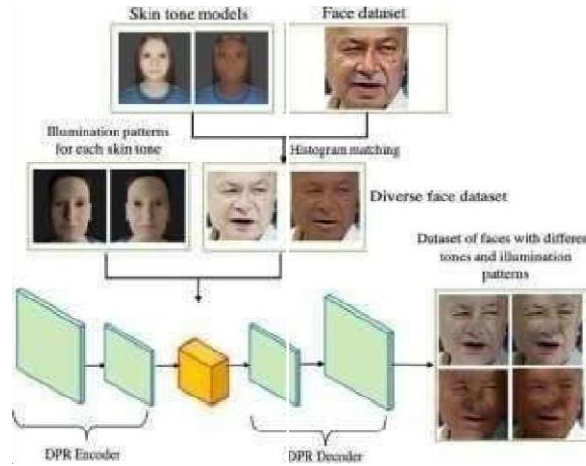 Skin tone models
Face dataset
Illumination patterns
for each skin tone
Histogram matching
Diverse face dataset
Dataset of faces with differen
tones and illumination
patterns
DPR Encoder
DPR Decoder